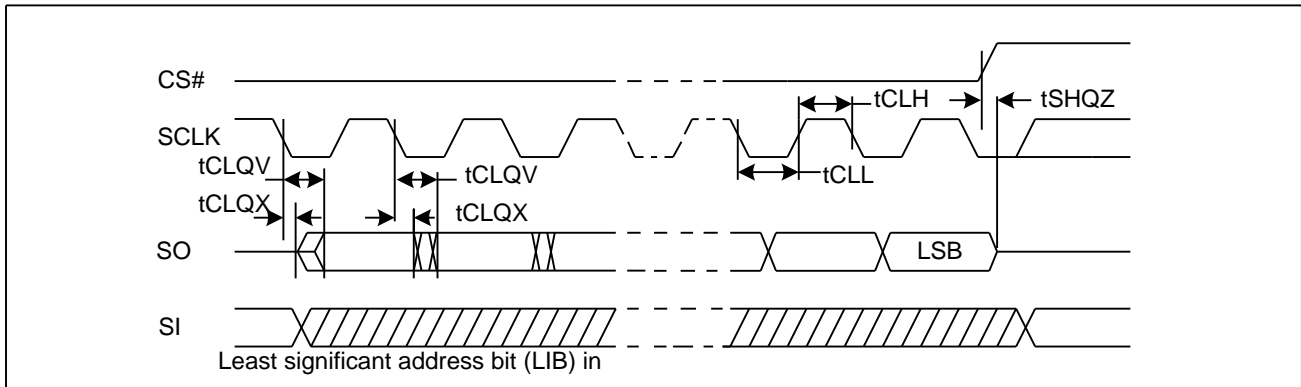 CS#
tCLH
tSHQZ
SCLK
tCLQV
tCLQV
tCLL
tCLQX
tCLQX
SO
LSB
SI
Least significant address bit (LIB) in